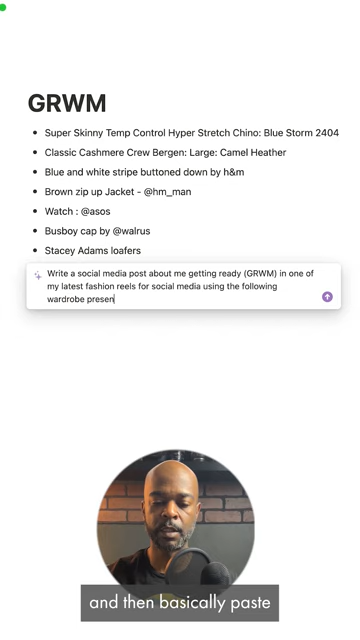 GRWM
Super Skinny Temp Control Hyper Stretch Chino: Blue Storm 2404
Classic Cashmere Crew Bergen: Large: Camel Heather
Blue and white stripe buttoned down by h&m
Brown zip up Jacket - @hm_man
Watch : @asos
Busboy cap by @walrus
Stacey Adams loafers
Write a social media post about me getting ready (GRWM) in one of
my latest fashion reels for social media using the following
wardrobe presen
and then basically paste